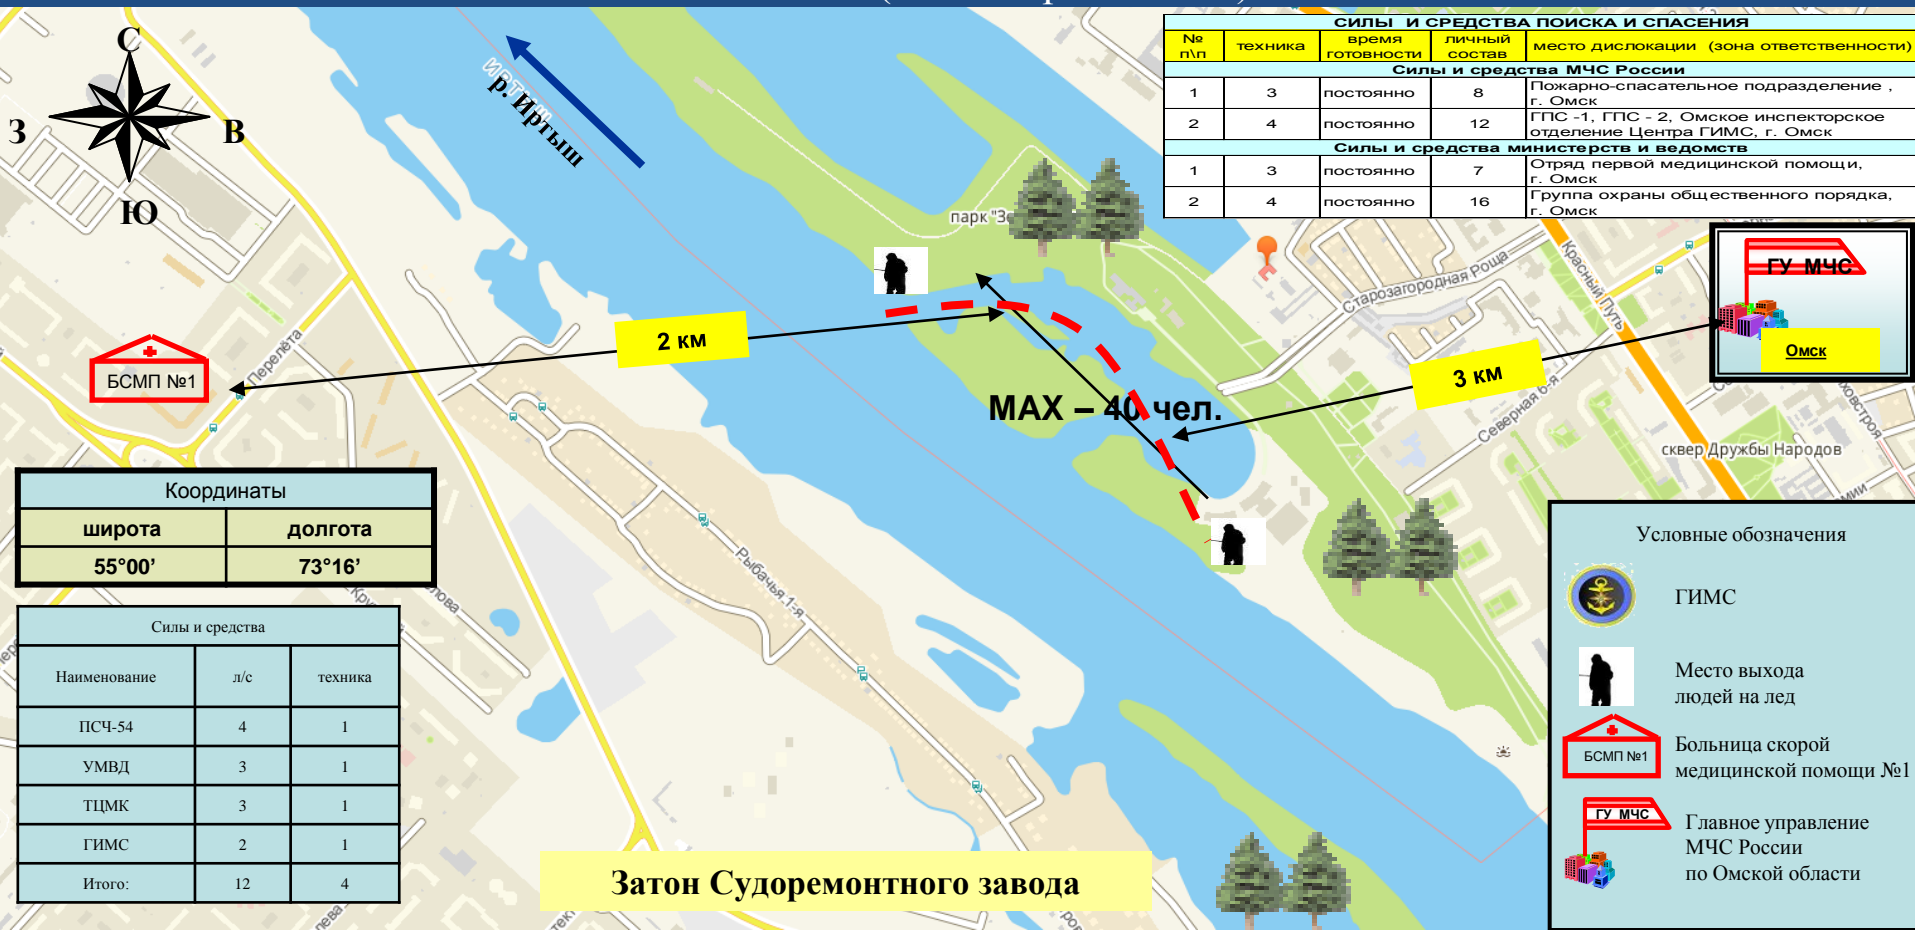 СИЛЫ И СРЕДСТВА ПОИСКА И СПАСЕНИЯ
№ п\п техника время готовности личный состав место дислокации (зона ответственности)
Силы и средства МЧС России
1 3 постоянно 8 Пожарно-спасательное подразделение , г. Омск
2 4 постоянно 12 ГПС -1, ГПС - 2, Омское инспекторское отделение Центра ГИМС, г. Омск
Силы и средства министерств и ведомств
1 3 постоянно 7 Отряд первой медицинской помощи, г. Омск
2 4 постоянно 16 Группа охраны общественного порядка, г. Омск
С
З
В
Ю
р. Иртыш
парк
Старозагородная Роща
Красный Путь
ГУ МЧС
Омск
2 км
3 км
БСМП №1
Перелёта
МАХ – 40 чел.
Северная 6-я
сквер Дружбы Народов
Координаты
широта долгота
55°00’ 73°16’
Рыбачья 1-я
Силы и средства
Наименование л/с техника
ПСЧ-54 4 1
УМВД 3 1
ТЦМК 3 1
ГИМС 2 1
Итого: 12 4
Затон Судоремонтного завода
Условные обозначения
ГИМС
Место выхода
людей на лед
БСМП №1
Больница скорой
медицинской помощи №1
ГУ МЧС
Главное управление
МЧС России
по Омской области